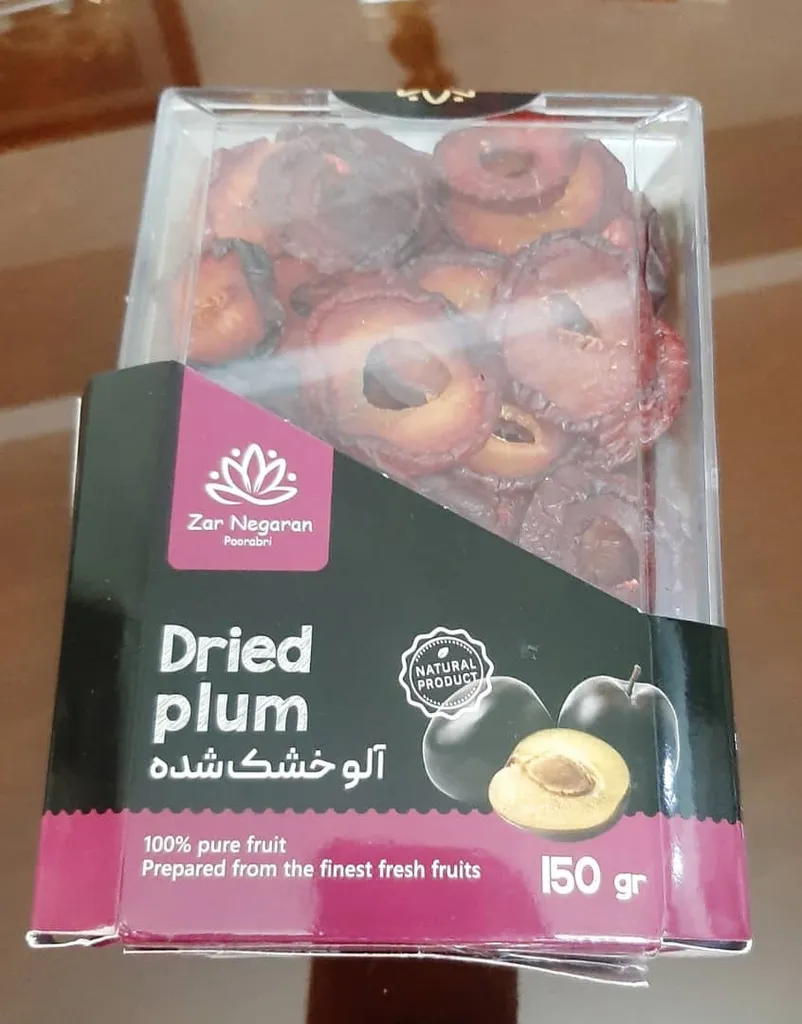 Zar Negaran
Poorabri
Dried
plum
آلو خشک شده
NATURAL
PRODUCT
100% pure fruit
Prepared from the finest fresh fruits
150 gr